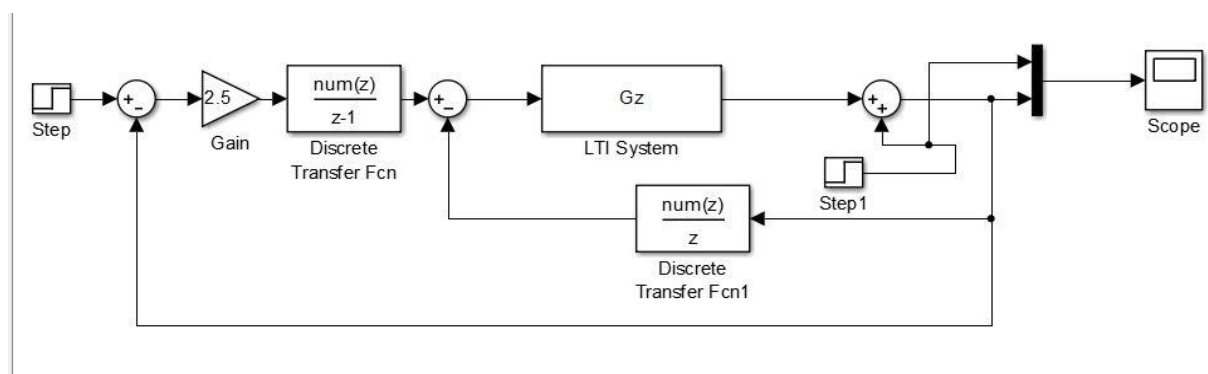 Step
+
-
2.5
Gain
num(z)
z-1
Discrete
Transfer Fcn
+
-
Gz
LTI System
+
+
Step1
num(z)
z
Discrete
Transfer Fcn1
Scope